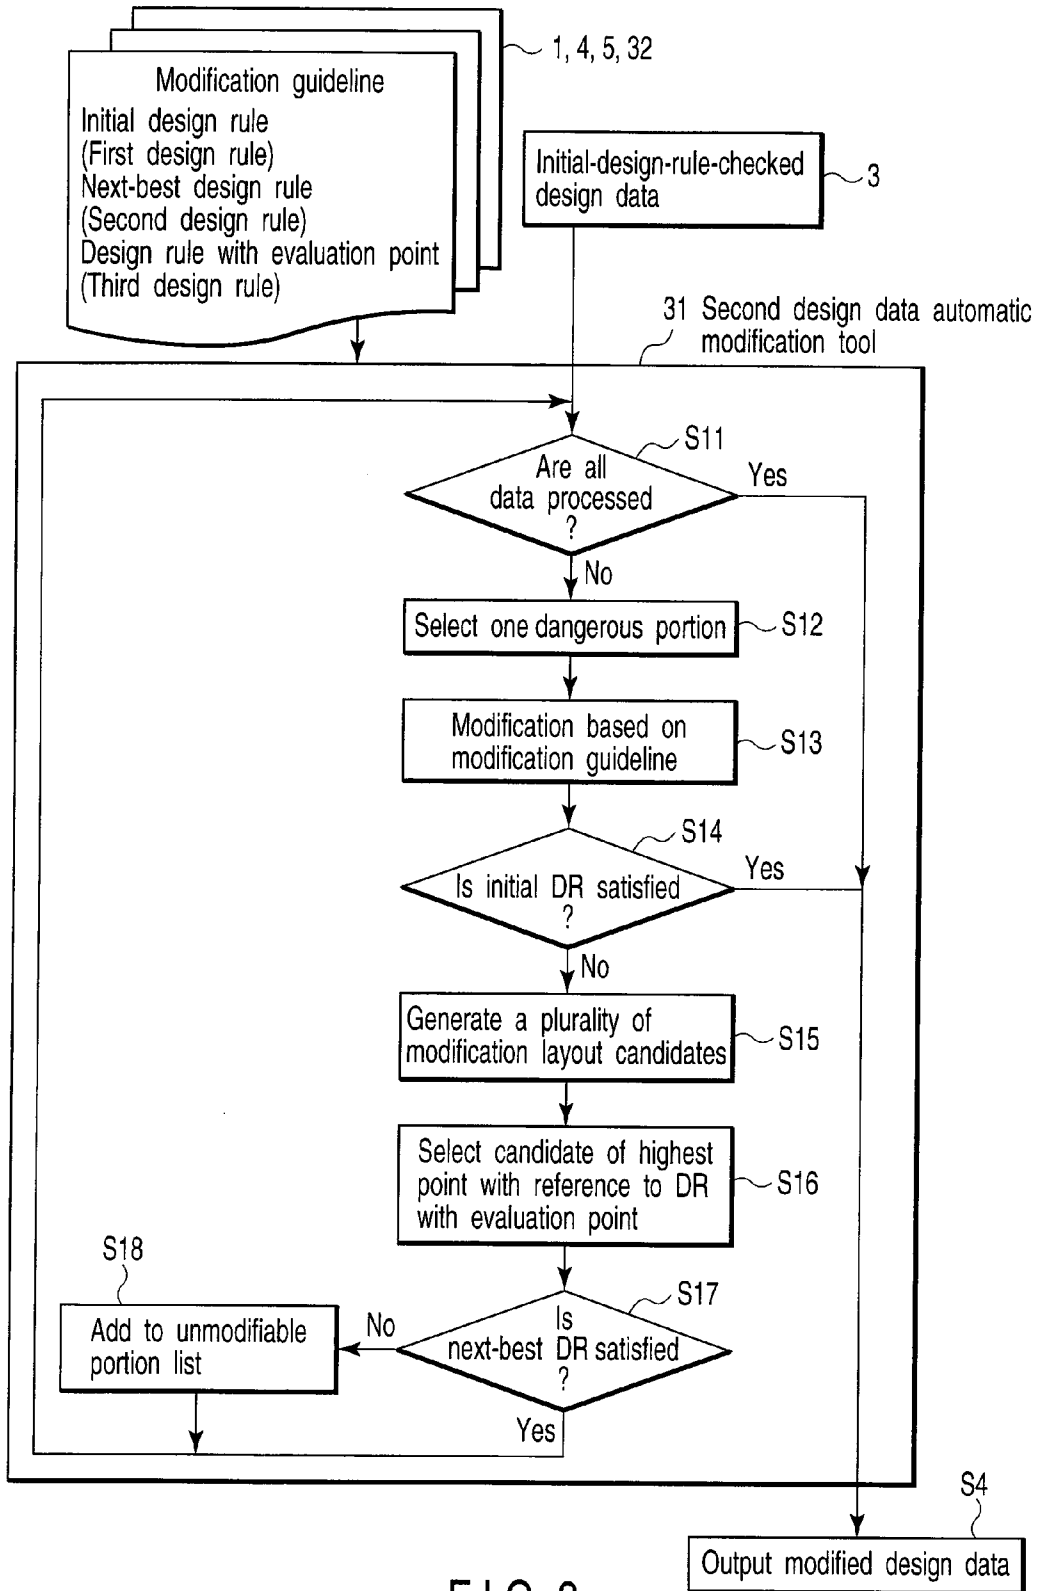 1, 4, 5, 32
Modification guideline
Initial design rule
(First design rule)
Next-best design rule
(Second design rule)
Design rule with evaluation point
(Third design rule)
Initial-design-rule-checked
design data
3
31 Second design data automatic
modification tool
S11
Are all
data processed
?
Yes
No
Select one dangerous portion
S12
Modification based on
modification guideline
S13
S14
Is initial DR satisfied
?
Yes
No
Generate a plurality of
modification layout candidates
S15
Select candidate of highest
point with reference to DR
with evaluation point
S16
S17
Is
next-best DR satisfied
?
No
Yes
S18
Add to unmodifiable
portion list
S4
Output modified design data